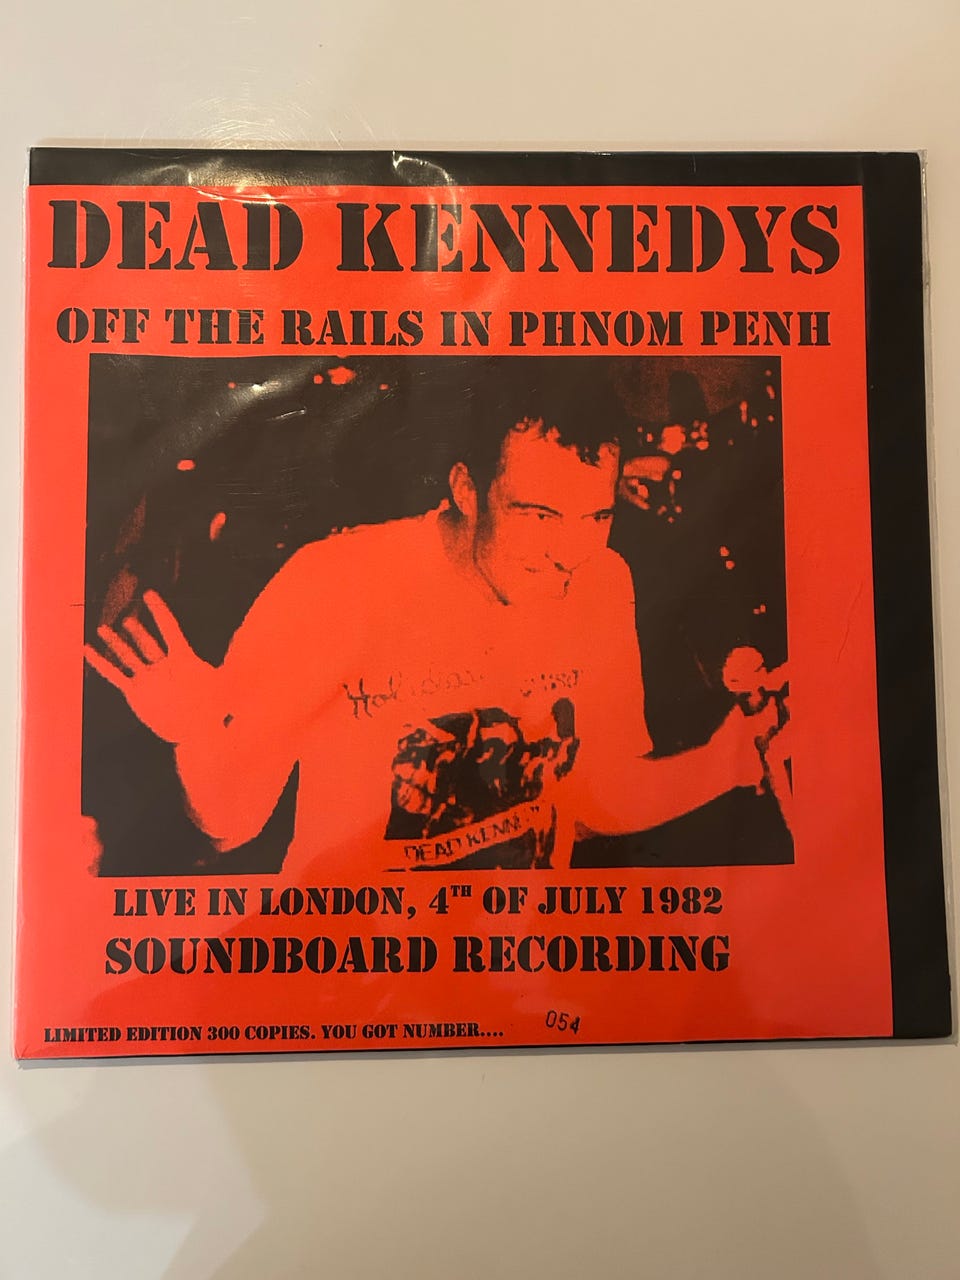 DEAD KENNEDYS
OFF THE RAILS IN PHNOM PENH
DEAD KENN
LIVE IN LONDON, 4TH OF JULY 1982
SOUNDBOARD RECORDING
LIMITED EDITION 300 COPIES. YOU GOT NUMBER.... 054